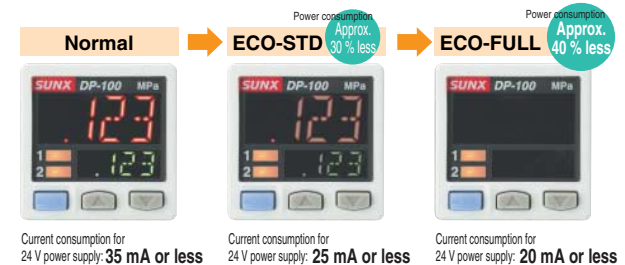 Power consumption
Approx.
30 % less
Power consumption
Approx.
40 % less
Normal
ECO-STD
ECO-FULL
SUNX DP-100 MPa
.123
1
2
.123
SUNX DP-100 MPa
.123
1
2
.123
SUNX DP-100 MPa
1
2
Current consumption for
24 V power supply: 35 mA or less
Current consumption for
24 V power supply: 25 mA or less
Current consumption for
24 V power supply: 20 mA or less